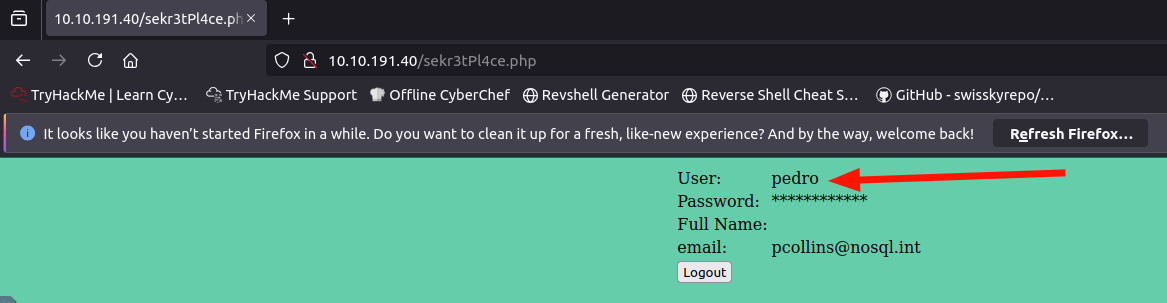 10.10.191.40/sekr3tPl4ce.ph
10.10.191.40/sekr3tPl4ce.php
TryHackMe | Learn Cy… TryHackMe Support Offline CyberChef Revshell Generator Reverse Shell Cheat S… GitHub - swisskyrepo/…
It looks like you haven’t started Firefox in a while. Do you want to clean it up for a fresh, like-new experience? And by the way, welcome back! Refresh Firefox…
User: pedro
Password: ************
Full Name:
email: pcollins@nosql.int
Logout